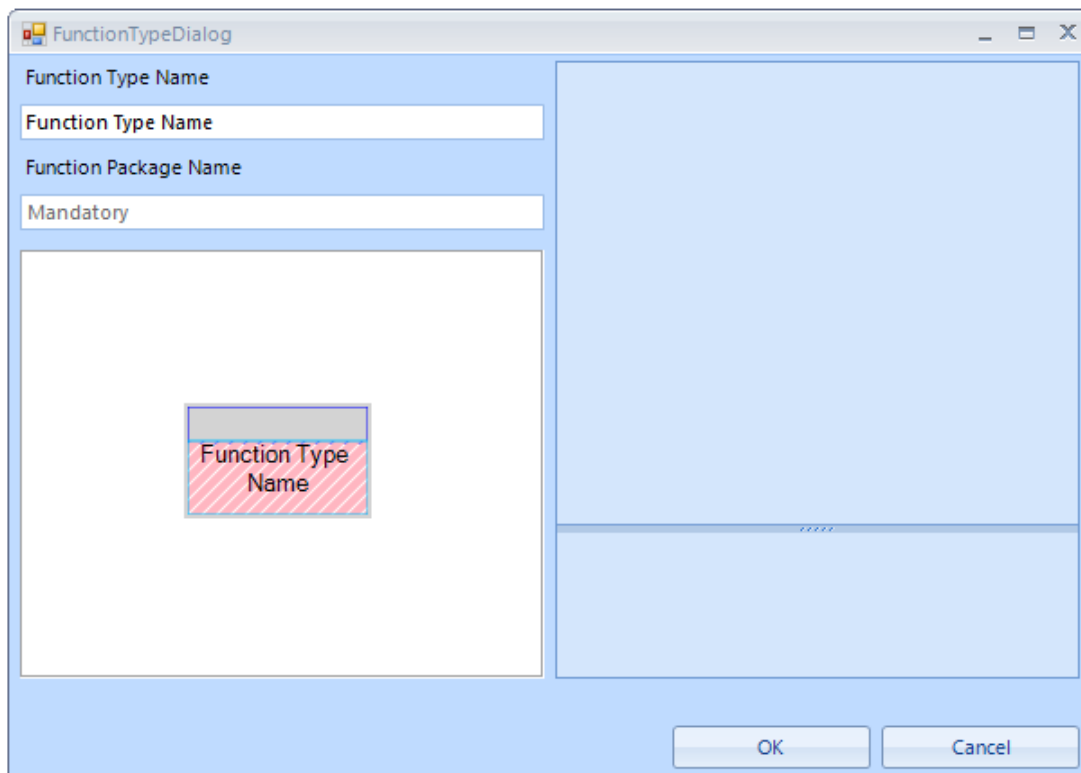 FunctionTypeDialog
Function Type Name
Function Type Name
Function Package Name
Mandatory
Function Type
Name
OK
Cancel